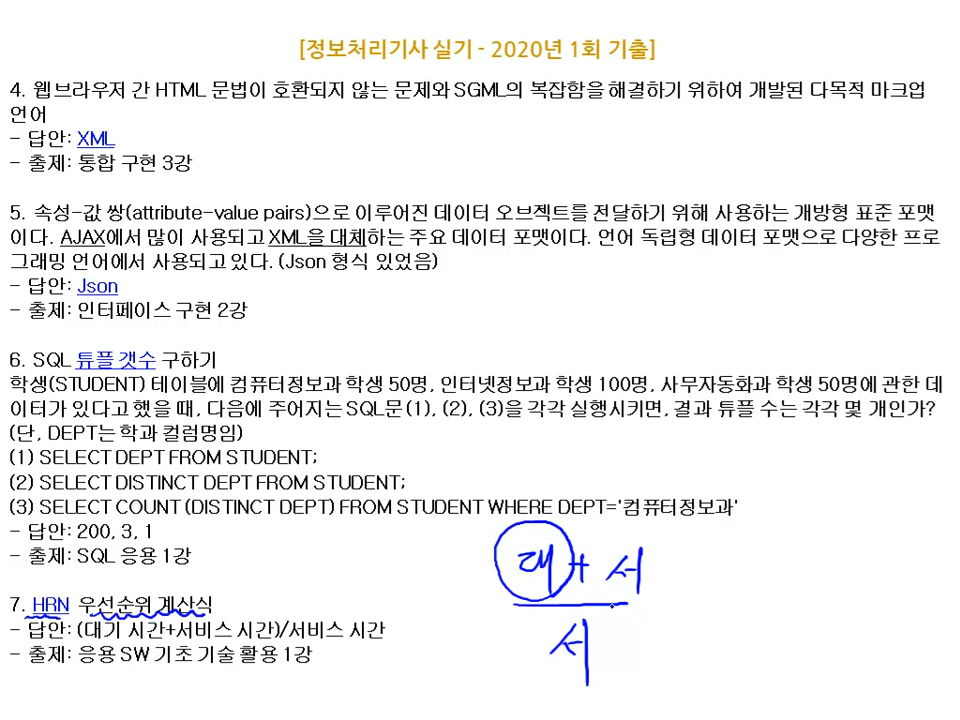 [정보처리기사 실기 - 2020년 1회 기출]
4. 웹브라우저 간 HTML 문법이 호환되지 않는 문제와 SGML의 복잡함을 해결하기 위하여 개발된 다목적 마크업
언어
- 답안: XML
- 출제: 통합 구현 3강
5. 속성-값 쌍(attribute-value pairs)으로 이루어진 데이터 오브젝트를 전달하기 위해 사용하는 개방형 표준 포맷
이다. AJAX에서 많이 사용되고 XML을 대체하는 주요 데이터 포맷이다. 언어 독립형 데이터 포맷으로 다양한 프로
그래밍 언어에서 사용되고 있다. (Json 형식 있었음)
- 답안: Json
- 출제: 인터페이스 구현 2강
6. SQL 튜플 갯수 구하기
학생(STUDENT) 테이블에 컴퓨터정보과 학생 50명, 인터넷정보과 학생 100명, 사무자동화과 학생 50명에 관한 데
이터가 있다고 했을 때, 다음에 주어지는 SQL문 (1), (2), (3)을 각각 실행시키면, 결과 튜플 수는 각각 몇 개인가?
(단, DEPT는 학과 컬럼명임)
(1) SELECT DEPT FROM STUDENT;
(2) SELECT DISTINCT DEPT FROM STUDENT;
(3) SELECT COUNT (DISTINCT DEPT) FROM STUDENT WHERE DEPT='컴퓨터정보과'
- 답안: 200, 3, 1
- 출제: SQL 응용 1강
7. HRN 우선순위 계산식
- 답안: (대기 시간+서비스 시간)/서비스 시간
- 출제: 응용 SW 기초 기술 활용 1강
대 + 서
서